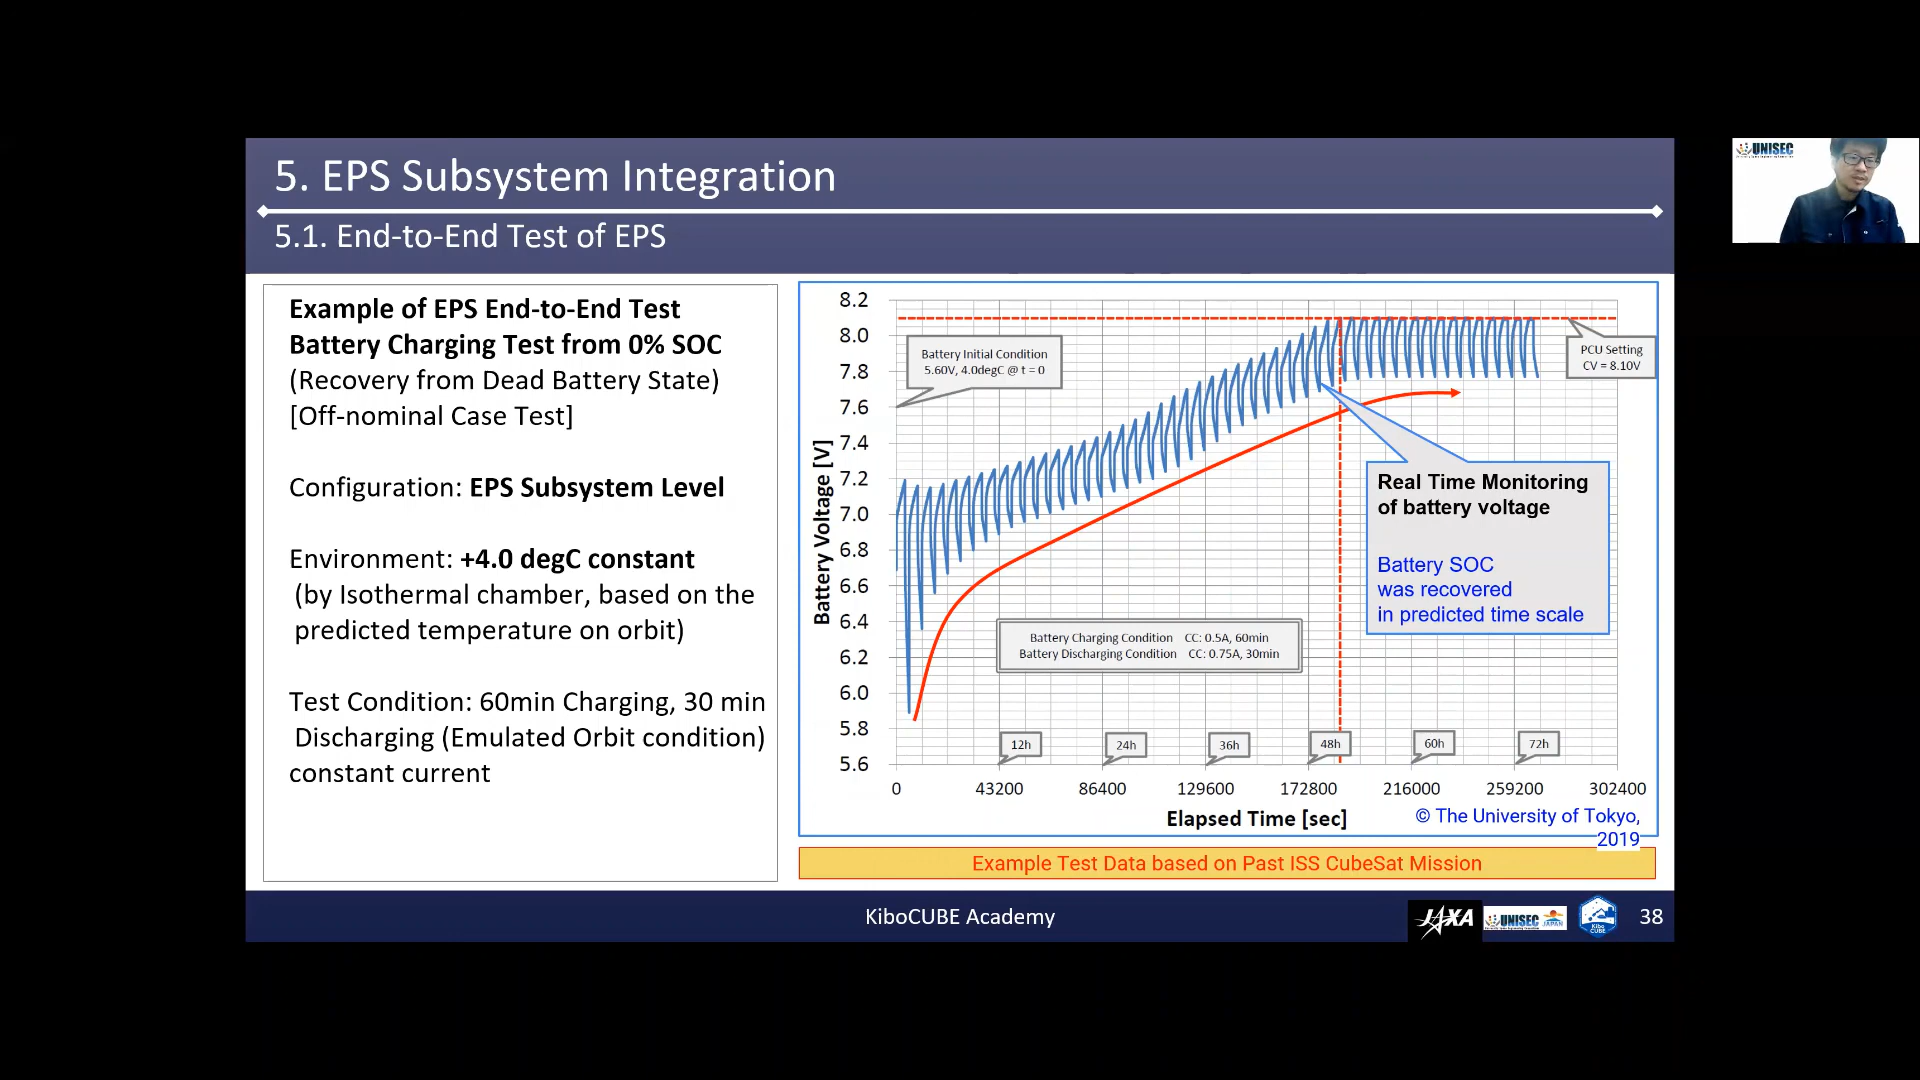 5. EPS Subsystem Integration
5.1. End-to-End Test of EPS
Example of EPS End-to-End Test
Battery Charging Test from 0% SOC
(Recovery from Dead Battery State)
[Off-nominal Case Test]
Configuration: EPS Subsystem Level
Environment: +4.0 degC constant
(by Isothermal chamber, based on the
predicted temperature on orbit)
Test Condition: 60min Charging, 30 min
Discharging (Emulated Orbit condition)
constant current
Battery Voltage [V]
8.2
8.0
7.8
7.6
7.4
7.2
7.0
6.8
6.6
6.4
6.2
6.0
5.8
5.6
Battery Initial Condition
5.60V, 4.0degC @ t = 0
PCU Setting
CV = 8.10V
Real Time Monitoring
of battery voltage
Battery SOC
was recovered
in predicted time scale
Battery Charging Condition CC: 0.5A, 60min
Battery Discharging Condition CC: 0.75A, 30min
12h
24h
36h
48h
60h
72h
0
43200
86400
129600
172800
216000
259200
302400
Elapsed Time [sec]
© The University of Tokyo,
2019
Example Test Data based on Past ISS CubeSat Mission
KiboCUBE Academy
JAXA
UNISEC
JAPAN
Kibo
CUBE
38
UNISEC